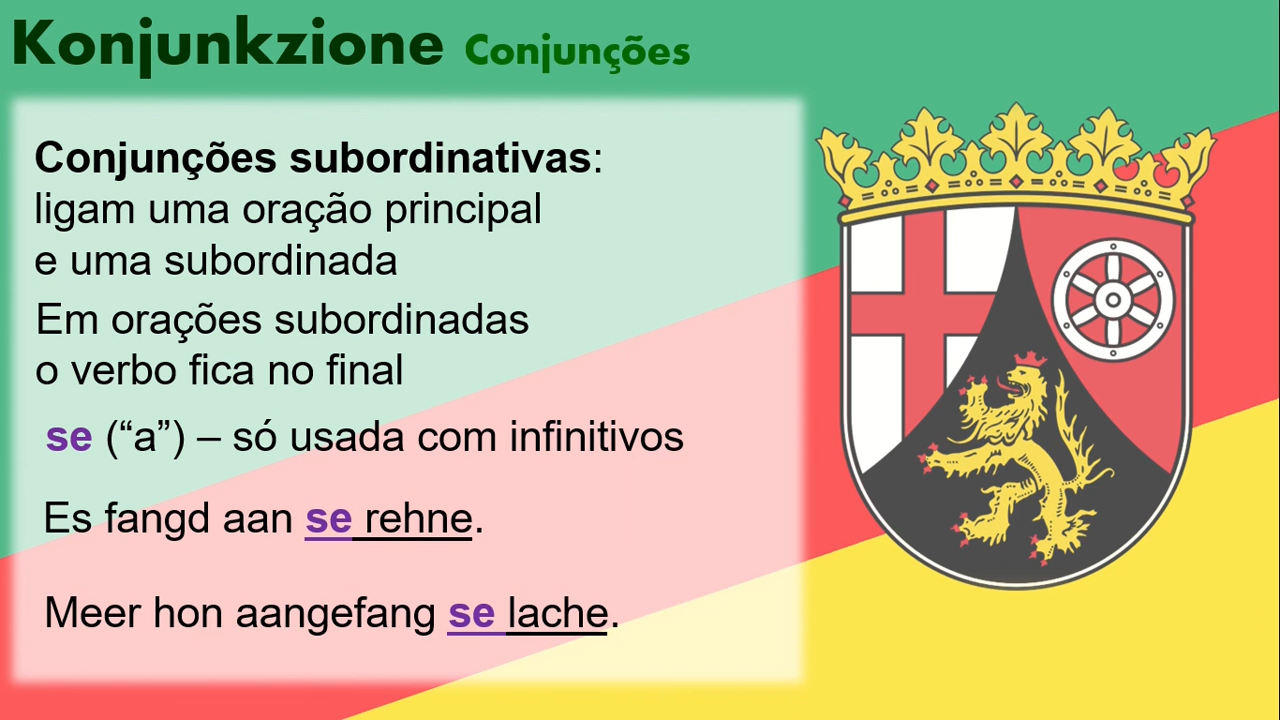 Konjunkzione Conjunções
Conjunções subordinativas:
ligam uma oração principal
e uma subordinada
Em orações subordinadas
o verbo fica no final
se (“a”) – só usada com infinitivos
Es fangd aan se rehne.
Meer hon aangefang se lache.